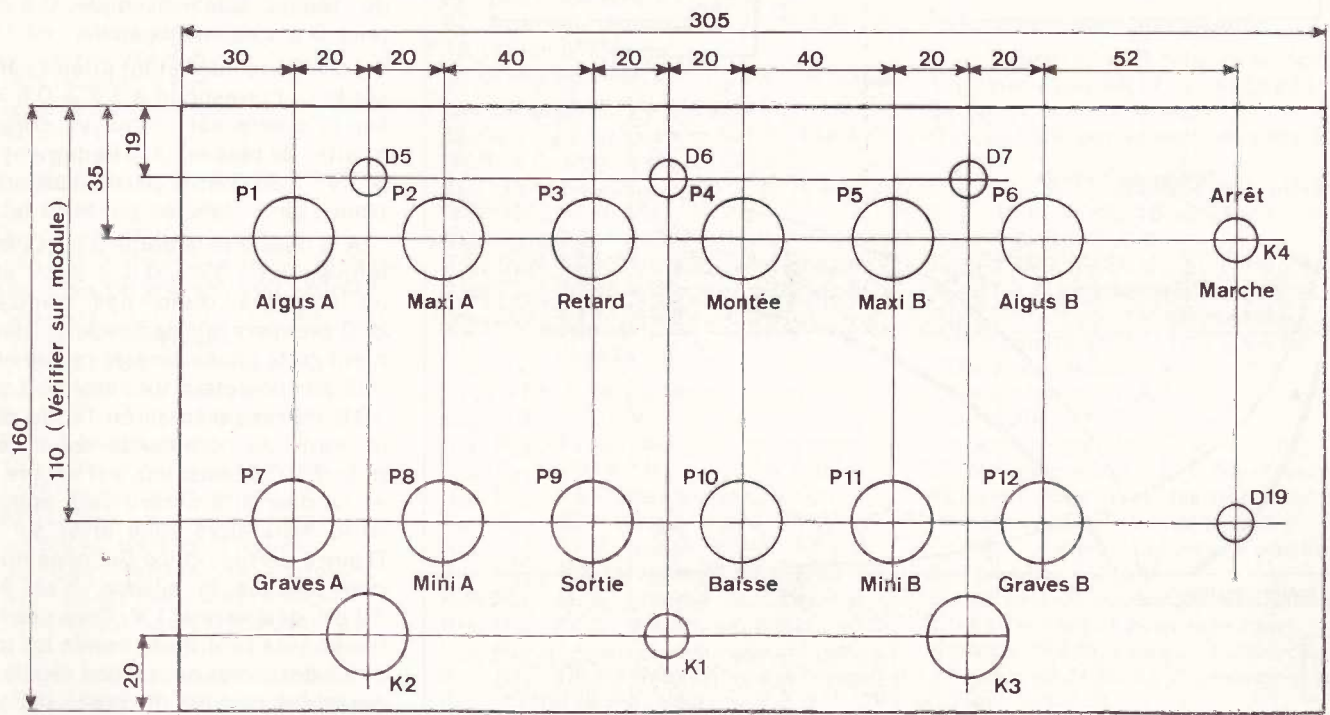 305
30 20 20 40 20 20 40 20 20 52
19
35
110 (Vérifier sur module)
160
20
D5 D6 D7
P1 P2 P3 P4 P5 P6 Arrêt
K4
Aigus A Maxi A Retard Montée Maxi B Aigus B Marche
P7 P8 P9 P10 P11 P12 D19
Graves A Mini A Sortie Baisse Mini B Graves B
K2 K1 K3